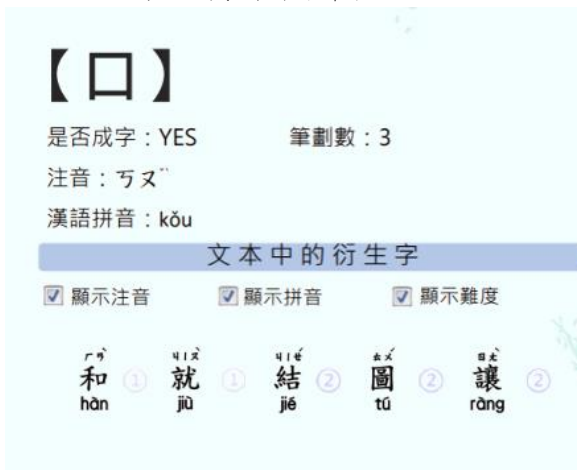 【口】
是否成字：YES 筆劃數：3
注音：ㄎㄡˇ
漢語拼音：kǒu
文本中的衍生字
顯示注音 顯示拼音 顯示難度
ㄏㄢˋ ㄐㄧㄡˋ ㄐㄧㄝˊ ㄊㄨˊ ㄖㄤˋ
和 ① 就 ① 結 ② 圖 ② 讓 ②
hàn jiù jié tú ràng